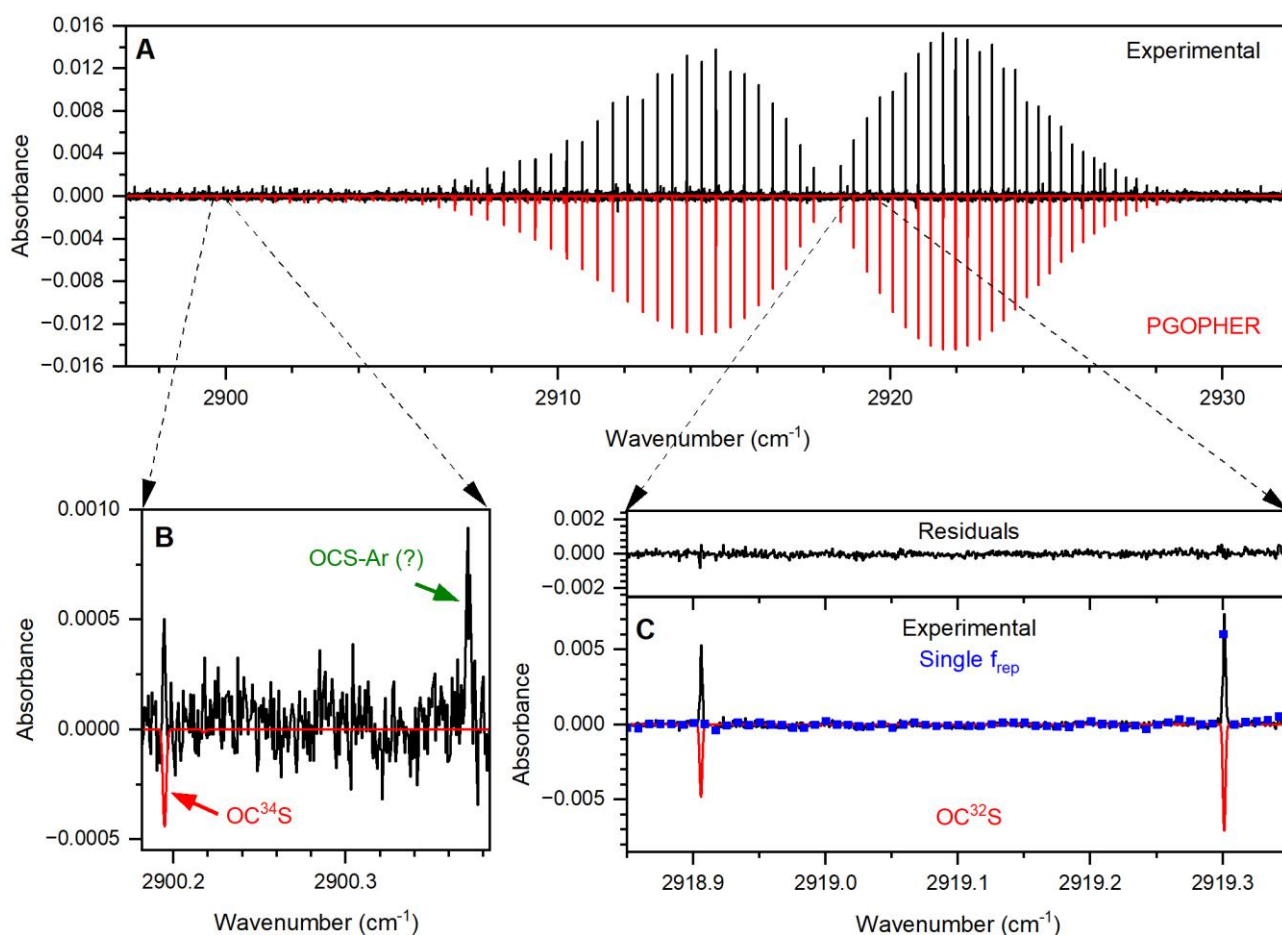 A
Experimental
PGOPHER
Absorbance
0.016
0.012
0.008
0.004
0.000
−0.004
−0.008
−0.012
−0.016
2900 2910 2920 2930
Wavenumber (cm⁻¹)
B
OCS-Ar (?)
OC³⁴S
Absorbance
0.0010
0.0005
0.0000
−0.0005
2900.2 2900.3
Wavenumber (cm⁻¹)
Residuals
0.002
0.000
−0.002
C
Experimental
Single fᵣₑₚ
OC³²S
Absorbance
0.005
0.000
−0.005
2918.9 2919.0 2919.1 2919.2 2919.3
Wavenumber (cm⁻¹)